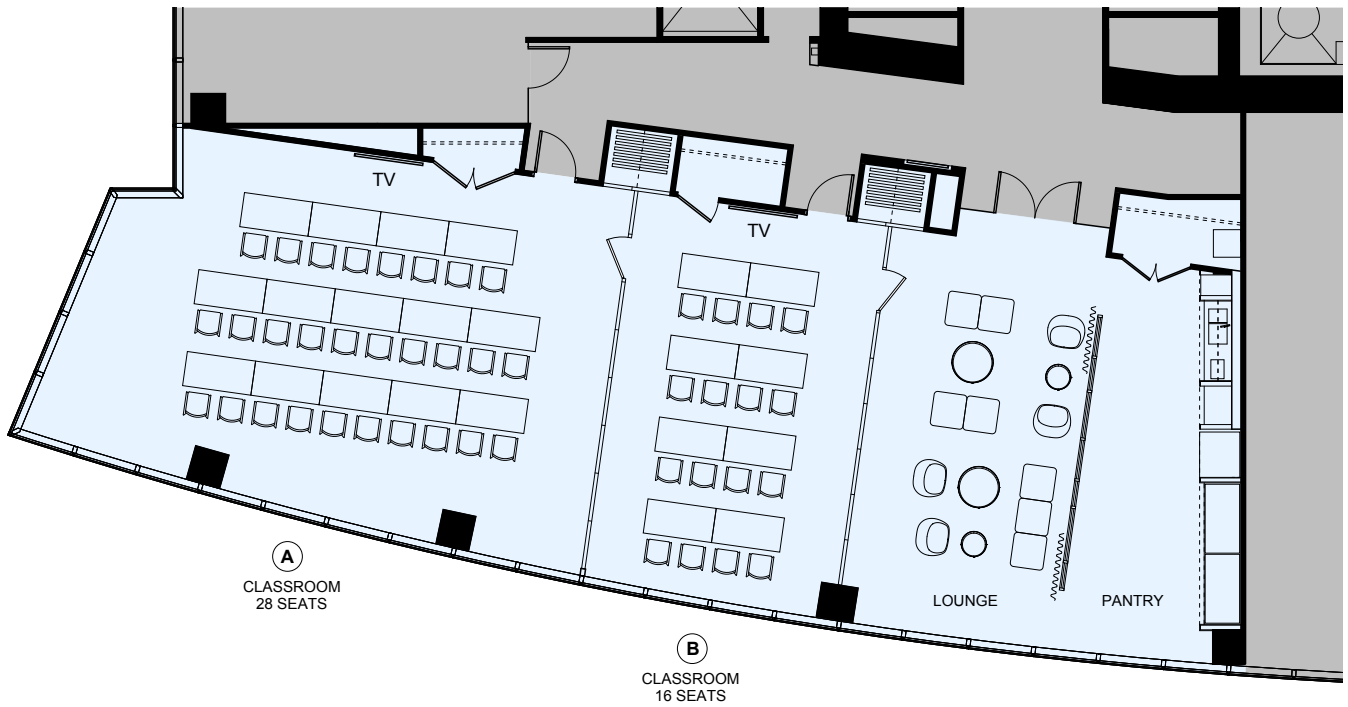 TV
TV
A
CLASSROOM
28 SEATS
LOUNGE
PANTRY
B
CLASSROOM
16 SEATS